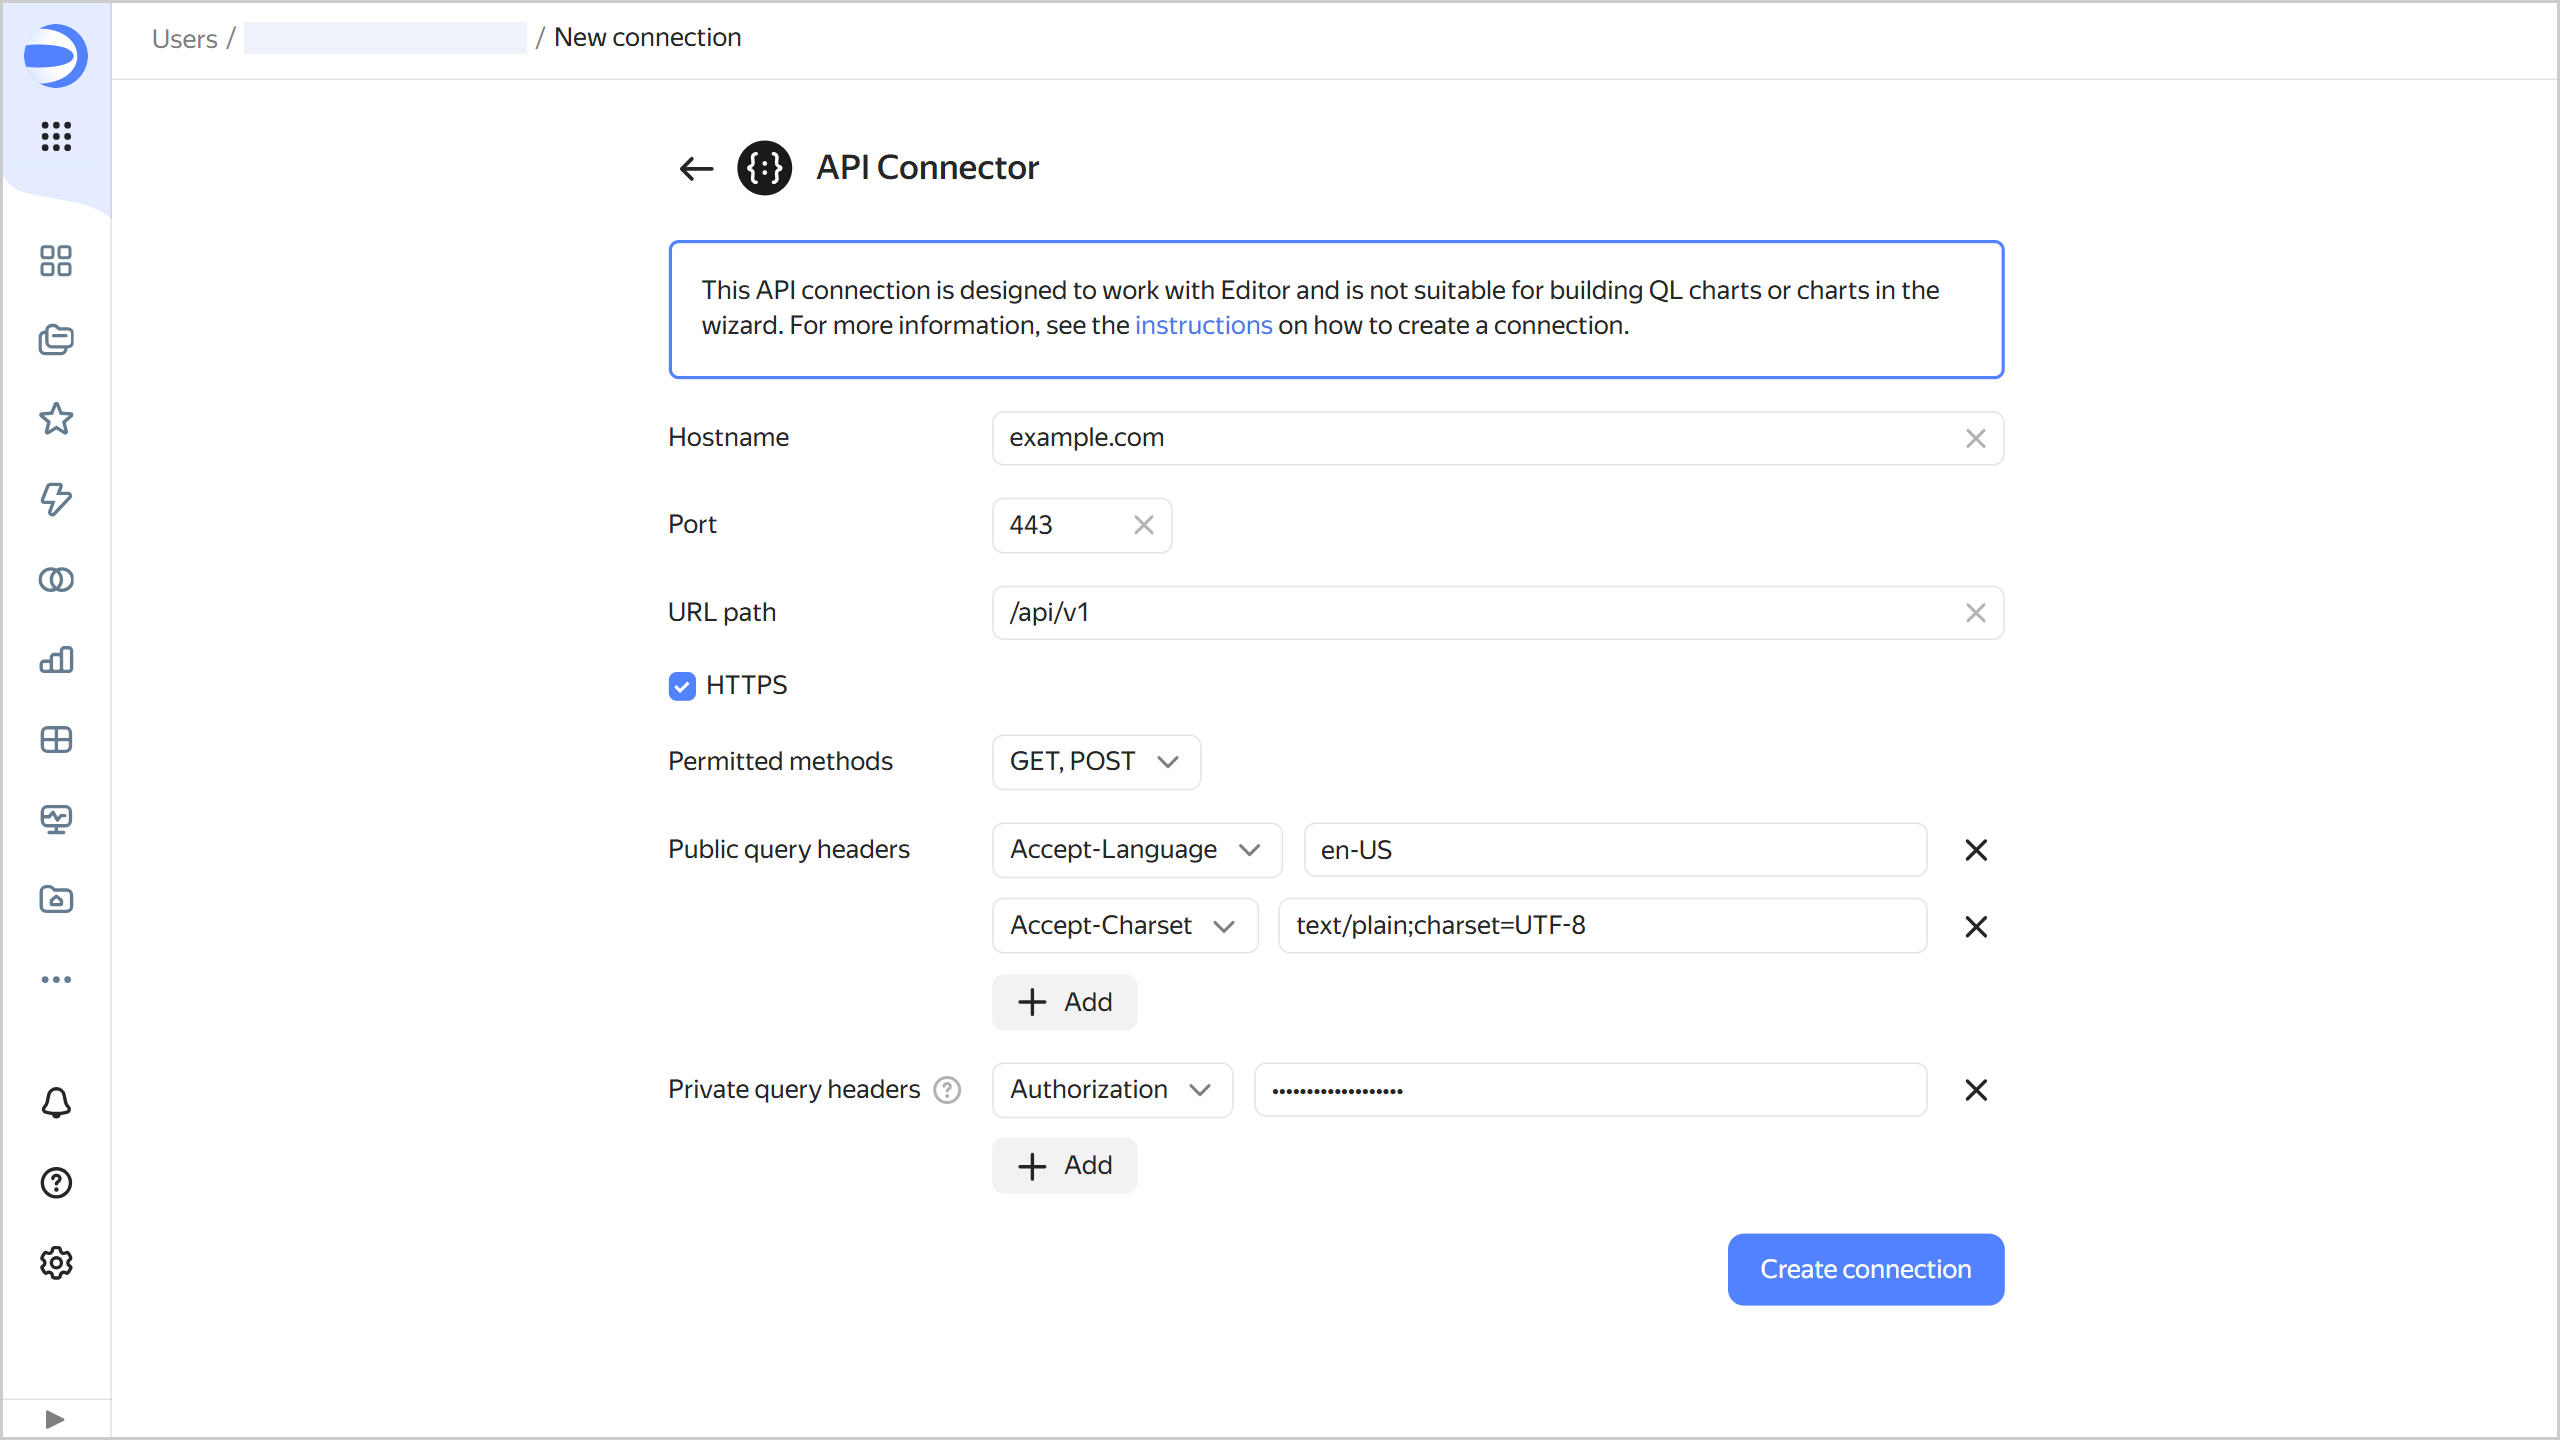 Users / / New connection
API Connector
This API connection is designed to work with Editor and is not suitable for building QL charts or charts in the
wizard. For more information, see the instructions on how to create a connection.
Hostname example.com
Port 443
URL path /api/v1
HTTPS
Permitted methods GET, POST
Public query headers Accept-Language en-US
Accept-Charset text/plain;charset=UTF-8
Add
Private query headers Authorization •••••••••••••••••••
Add
Create connection